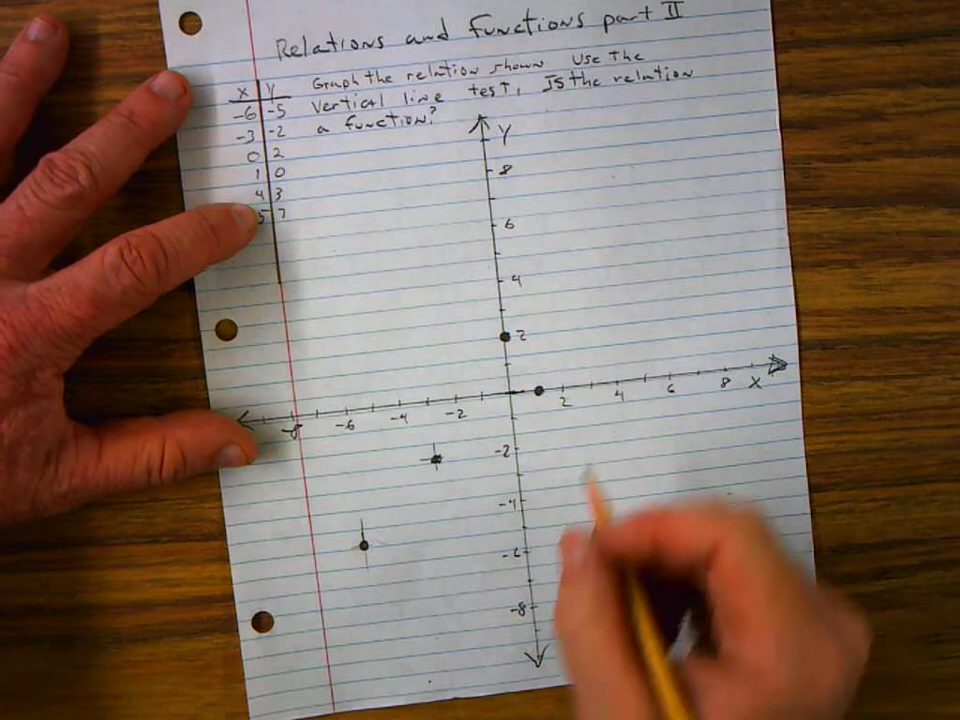 Relations and functions part II
Graph the relation shown Use the
vertical line test, Is the relation
a function?
x y
-6 -5
-3 -2
0 2
1 0
4 3
5 7
Y
8
6
4
2
-8 -6 -4 -2 2 4 6 8 X
-2
-4
-6
-8